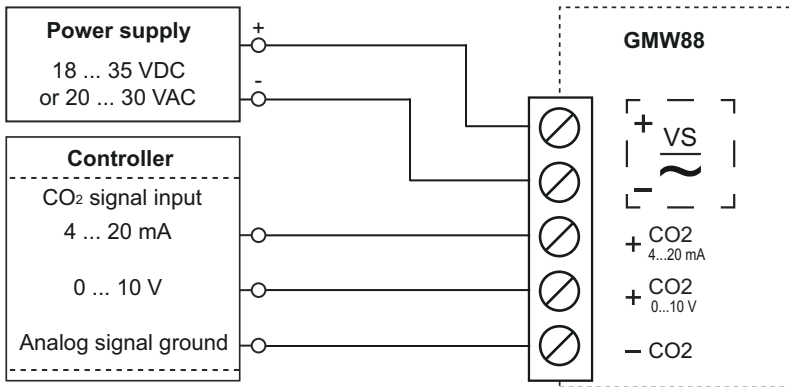 Power supply
18 ... 35 VDC
or 20 ... 30 VAC
+
-
Controller
CO2 signal input
4 ... 20 mA
0 ... 10 V
Analog signal ground
GMW88
+
VS
–
+ CO2
4...20 mA
+ CO2
0...10 V
– CO2